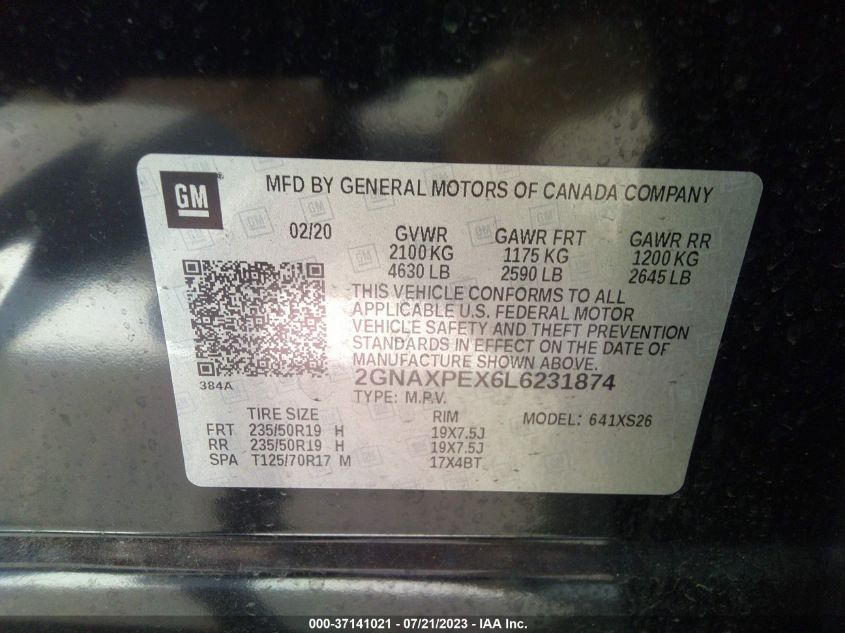 GM
MFD BY GENERAL MOTORS OF CANADA COMPANY
02/20 GVWR GAWR FRT GAWR RR
2100 KG 1175 KG 1200 KG
4630 LB 2590 LB 2645 LB
THIS VEHICLE CONFORMS TO ALL
APPLICABLE U.S. FEDERAL MOTOR
VEHICLE SAFETY AND THEFT PREVENTION
STANDARDS IN EFFECT ON THE DATE OF
MANUFACTURE SHOWN ABOVE.
384A
2GNAXPEX6L6231874
TYPE: M.P.V.
TIRE SIZE RIM MODEL: 641XS26
FRT 235/50R19 H 19X7.5J
RR 235/50R19 H 19X7.5J
SPA T125/70R17 M 17X4BT
000-37141021 - 07/21/2023 - IAA Inc.